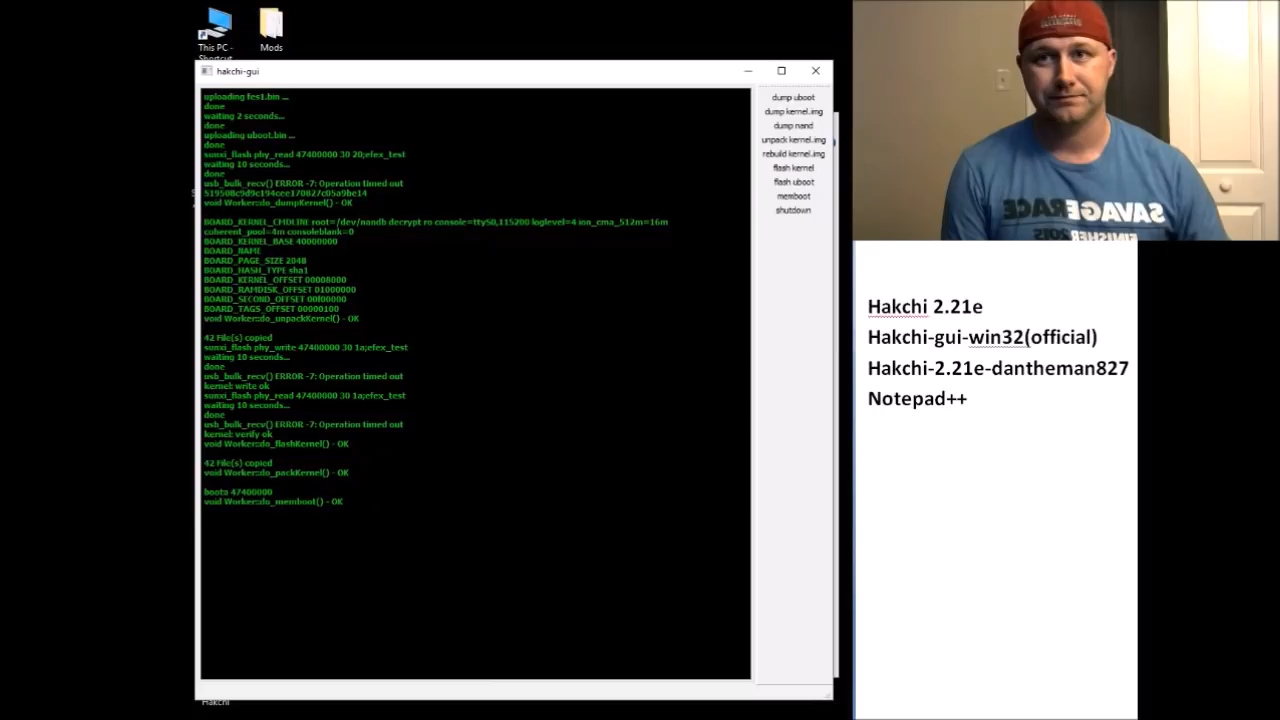 This PC -
Shortcut
Mods
hakchi-gui
uploading fes1.bin ...
done
waiting 2 seconds...
done
uploading uboot.bin ...
done
sunxi_flash phy_read 47400000 30 20;efex_test
waiting 10 seconds...
done
usb_bulk_recv() ERROR -7: Operation timed out
519508c9d9c194cee170827c05a9be14
void Worker::do_dumpKernel() - OK
BOARD_KERNEL_CMDLINE root=/dev/nandb decrypt ro console=ttyS0,115200 loglevel=4 ion_cma_512m=16m
coherent_pool=4m consoleblank=0
BOARD_KERNEL_BASE 40000000
BOARD_NAME
BOARD_PAGE_SIZE 2048
BOARD_HASH_TYPE sha1
BOARD_KERNEL_OFFSET 00008000
BOARD_RAMDISK_OFFSET 01000000
BOARD_SECOND_OFFSET 00f00000
BOARD_TAGS_OFFSET 00000100
void Worker::do_unpackKernel() - OK
42 File(s) copied
sunxi_flash phy_write 47400000 30 1a;efex_test
waiting 10 seconds...
done
usb_bulk_recv() ERROR -7: Operation timed out
kernel: write ok
sunxi_flash phy_read 47400000 30 1a;efex_test
waiting 10 seconds...
done
usb_bulk_recv() ERROR -7: Operation timed out
kernel: verify ok
void Worker::do_flashKernel() - OK
42 File(s) copied
void Worker::do_packKernel() - OK
boota 47400000
void Worker::do_memboot() - OK
dump uboot
dump kernel.img
dump nand
unpack kernel.img
rebuild kernel.img
flash kernel
flash uboot
memboot
shutdown
Hakchi
SAVAGERACE
FINISHER 2015
Hakchi 2.21e
Hakchi-gui-win32(official)
Hakchi-2.21e-dantheman827
Notepad++